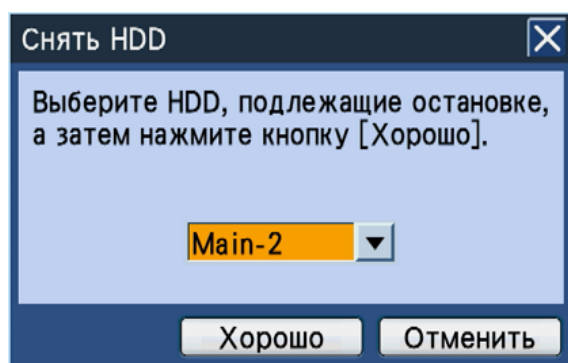 Снять HDD
Выберите HDD, подлежащие остановке,
а затем нажмите кнопку [Хорошо].
Main-2
Хорошо Отменить